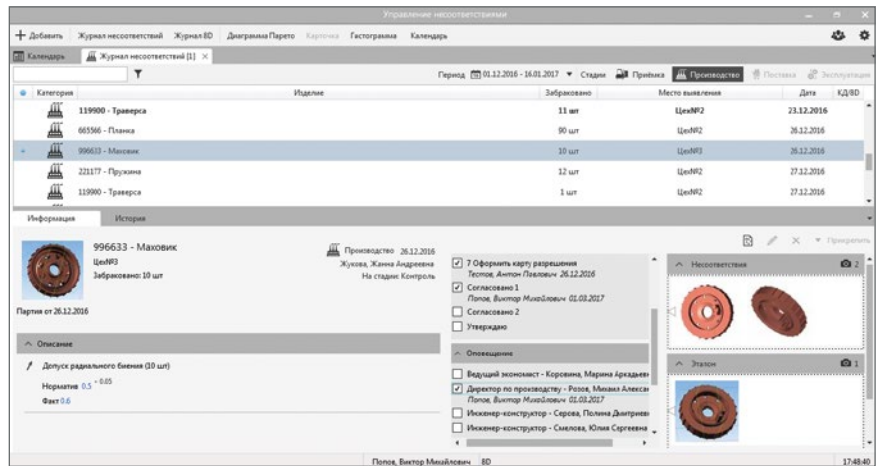 Управление несоответствиями
Добавить Журнал несоответствий Журнал 8D Диаграмма Парето Карточка Гистограмма Календарь
Календарь Журнал несоответствий [1]
Период 01.12.2016 - 16.01.2017 Стадии Приёмка Производство Поставка Эксплуатация
Категория Изделие Забраковано Место выявления Дата КД/8D
119900 - Траверса 11 шт Цех№2 23.12.2016
665566 - Планка 90 шт Цех№2 26.12.2016
996633 - Маховик 10 шт Цех№3 26.12.2016
221177 - Пружина 12 шт Цех№2 27.12.2016
119900 - Траверса 1 шт Цех№2 27.12.2016
Информация История
Прикрепить
996633 - Маховик
Цех№3
Забраковано: 10 шт
Производство 26.12.2016
Жукова, Жанна Андреевна
На стадии: Контроль
Партия от 26.12.2016
Описание
Допуск радиального биения (10 шт)
Норматив 0.5 + 0.05
Факт 0.6
7 Оформить карту разрешения
Тестов, Антон Павлович 26.12.2016
Согласовано 1
Попов, Виктор Михайлович 01.03.2017
Согласовано 2
Утверждаю
Оповещение
Ведущий экономист - Коровина, Марина Аркадьевн
Директор по производству - Розов, Михаил Алексан
Попов, Виктор Михайлович 01.03.2017
Инженер-конструктор - Серова, Полина Дмитриев
Инженер-конструктор - Смелова, Юлия Сергеевна
Несоответствия 2
Эталон 1
Попов, Виктор Михайлович 8D 17:48:40